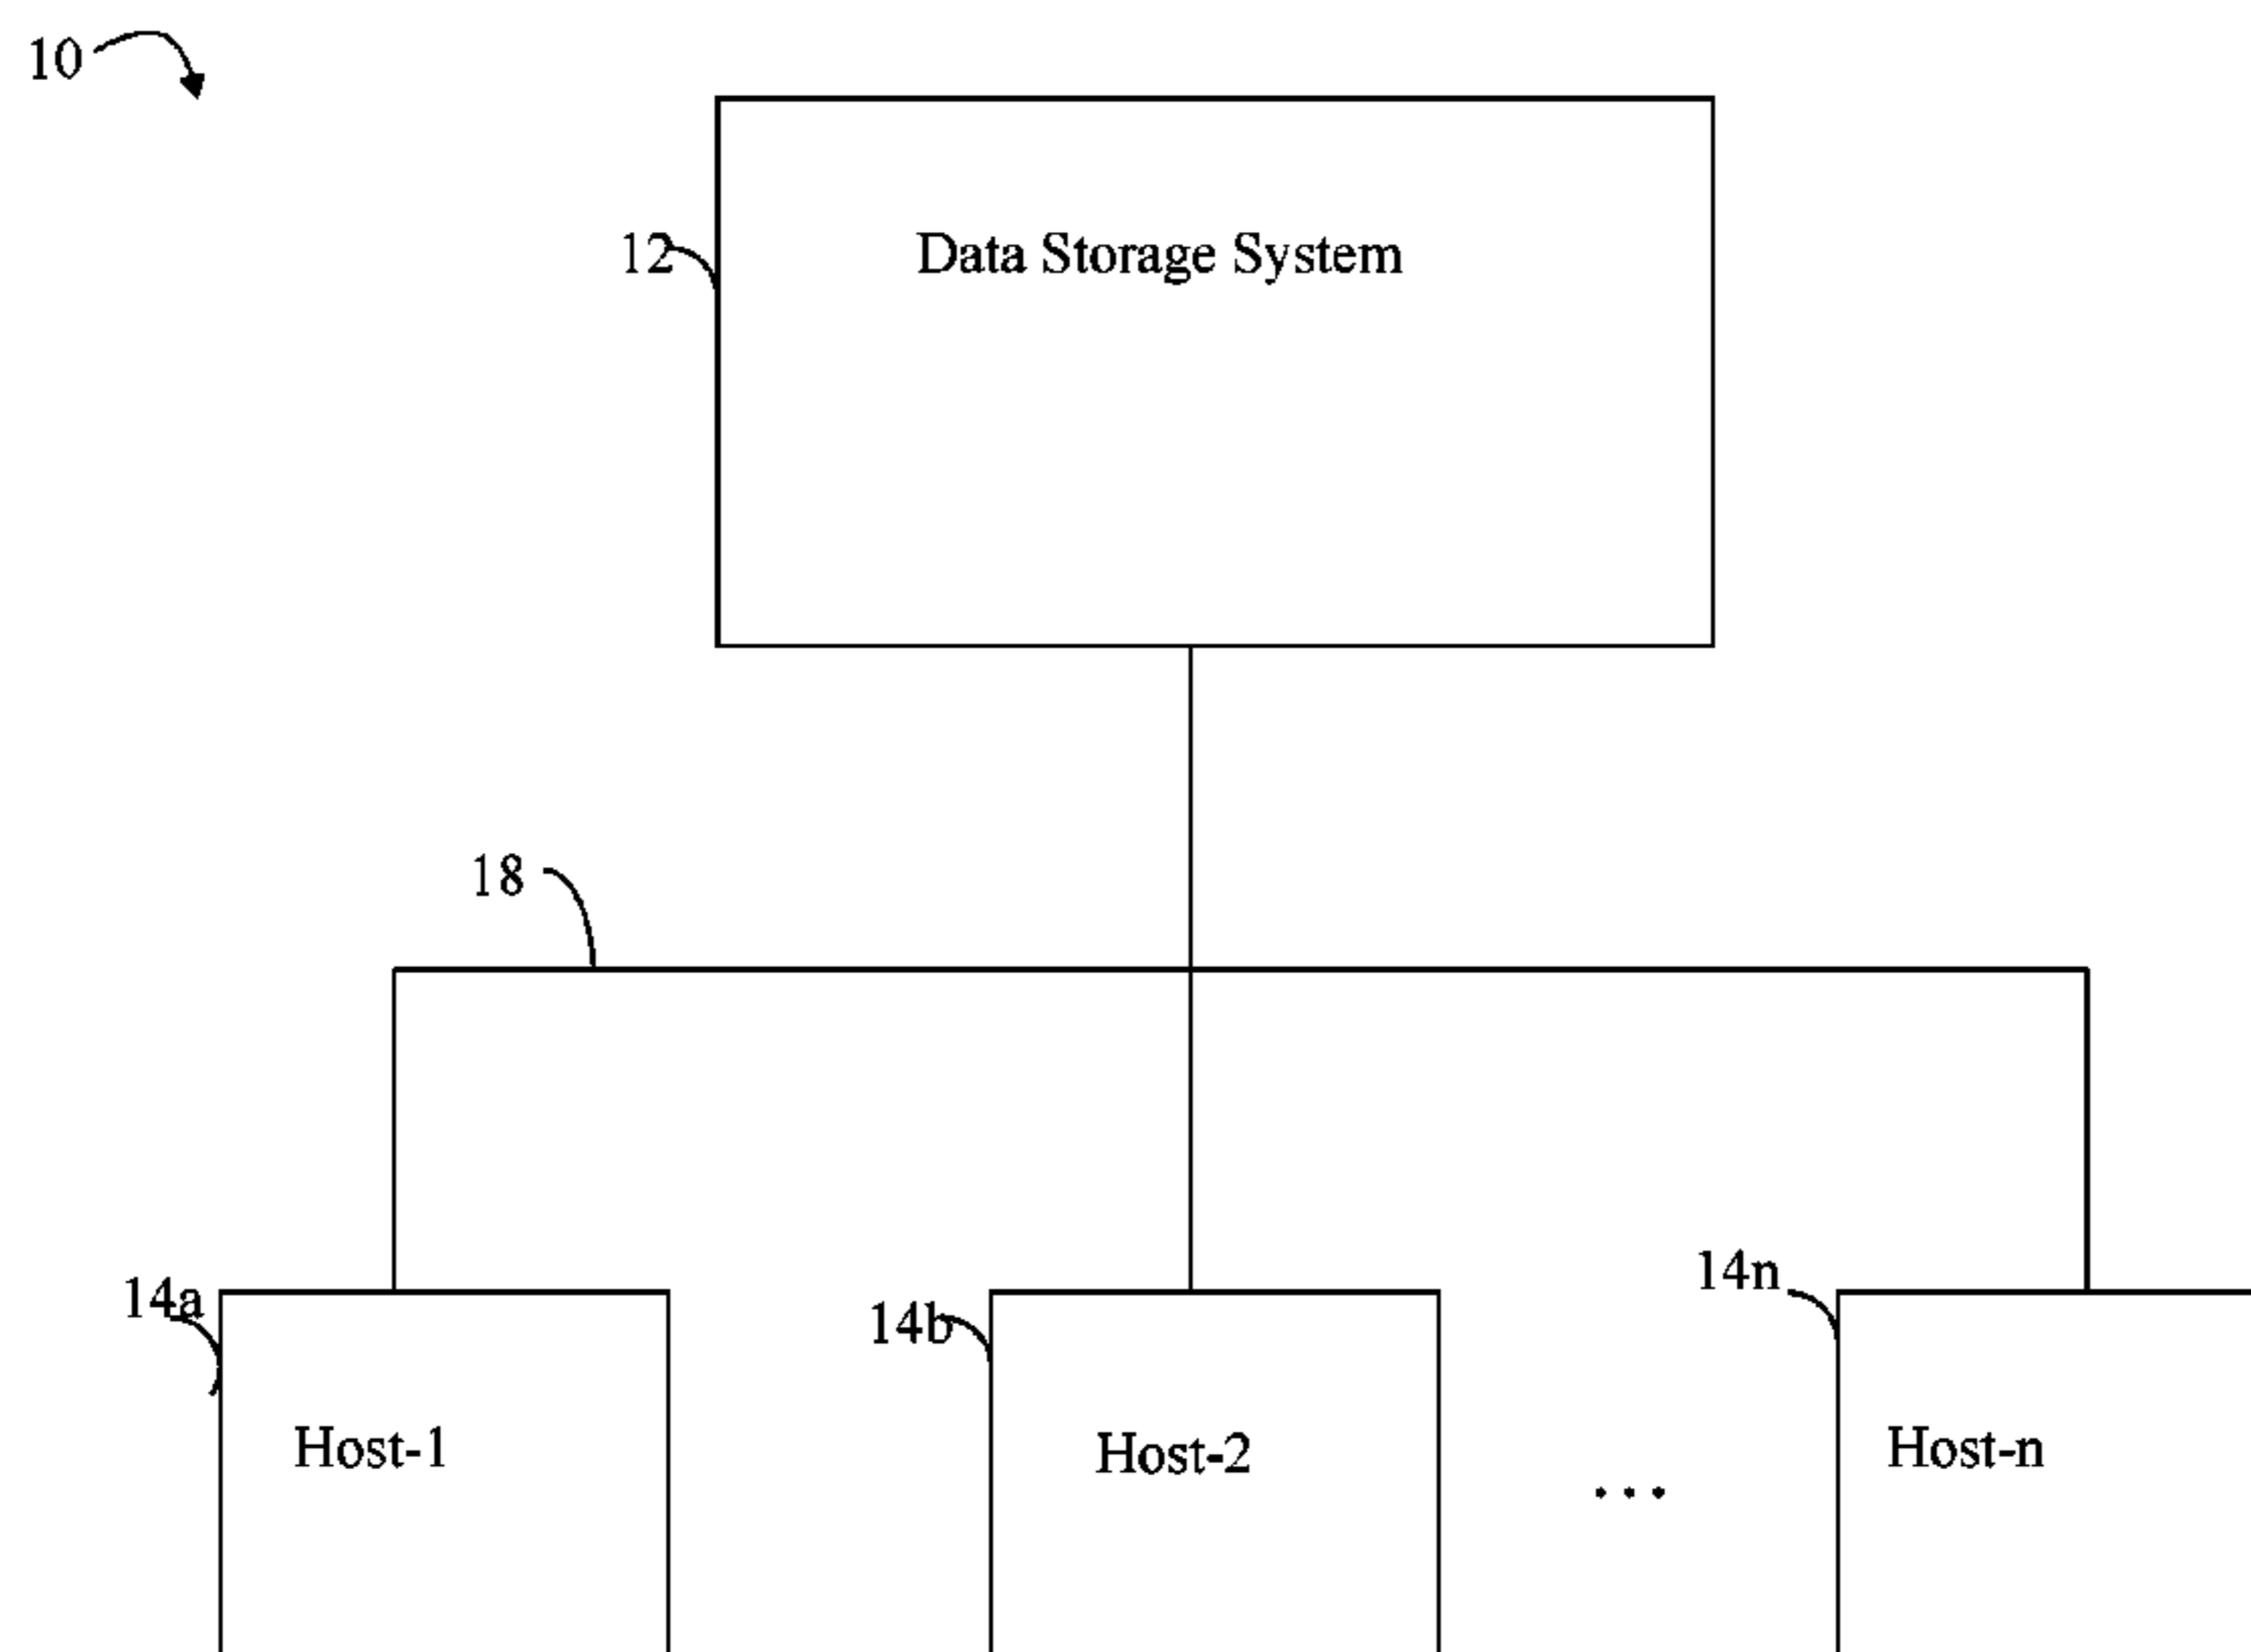 10
12
Data Storage System
18
14a
14b
14n
Host-1
Host-2
...
Host-n